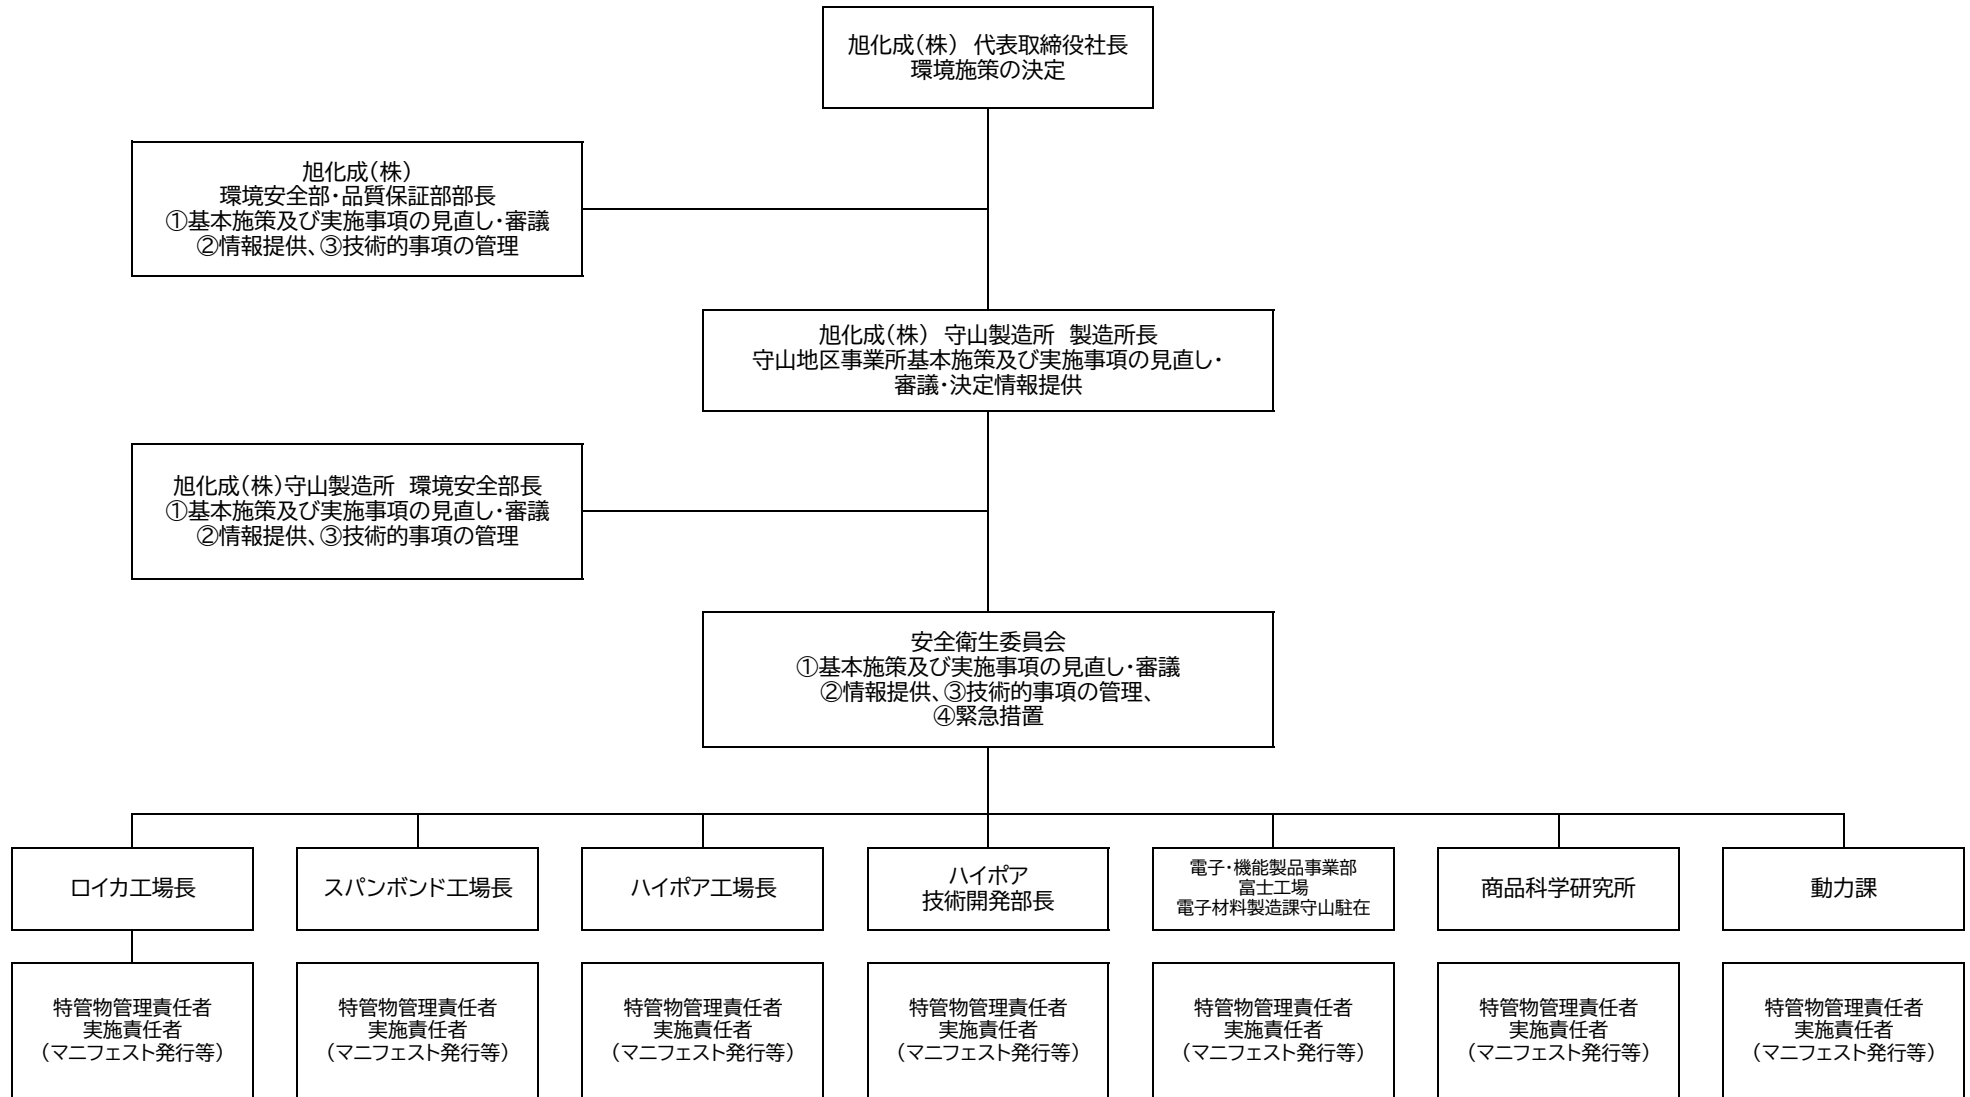 旭化成(株)　代表取締役社長
環境施策の決定
旭化成(株)
環境安全部・品質保証部部長
①基本施策及び実施事項の見直し・審議
②情報提供、③技術的事項の管理
旭化成(株)　守山製造所　製造所長
守山地区事業所基本施策及び実施事項の見直し・
審議・決定情報提供
旭化成(株)守山製造所　環境安全部長
①基本施策及び実施事項の見直し・審議
②情報提供、③技術的事項の管理
安全衛生委員会
①基本施策及び実施事項の見直し・審議
②情報提供、③技術的事項の管理、
④緊急措置
ロイカ工場長
スパンボンド工場長
ハイポア工場長
ハイポア
技術開発部長
電子・機能製品事業部
富士工場
電子材料製造課守山駐在
商品科学研究所
動力課
特管物管理責任者
実施責任者
(マニフェスト発行等)
特管物管理責任者
実施責任者
(マニフェスト発行等)
特管物管理責任者
実施責任者
(マニフェスト発行等)
特管物管理責任者
実施責任者
(マニフェスト発行等)
特管物管理責任者
実施責任者
(マニフェスト発行等)
特管物管理責任者
実施責任者
(マニフェスト発行等)
特管物管理責任者
実施責任者
(マニフェスト発行等)